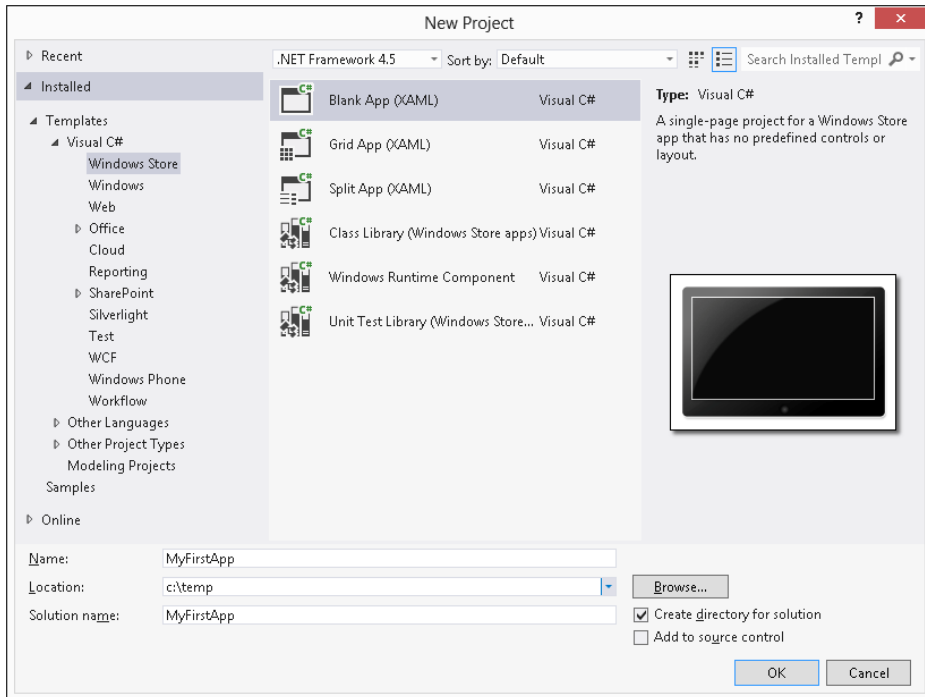 New Project
?
Recent
.NET Framework 4.5
Sort by: Default
Search Installed Templ
Installed
Templates
Visual C#
Windows Store
Windows
Web
Office
Cloud
Reporting
SharePoint
Silverlight
Test
WCF
Windows Phone
Workflow
Other Languages
Other Project Types
Modeling Projects
Samples
Online
C# Blank App (XAML) Visual C#
C# Grid App (XAML) Visual C#
C# Split App (XAML) Visual C#
C# Class Library (Windows Store apps) Visual C#
C# Windows Runtime Component Visual C#
C# Unit Test Library (Windows Store... Visual C#
Type: Visual C#
A single-page project for a Windows Store
app that has no predefined controls or
layout.
Name: MyFirstApp
Location: c:\temp
Browse...
Solution name: MyFirstApp
Create directory for solution
Add to source control
OK
Cancel